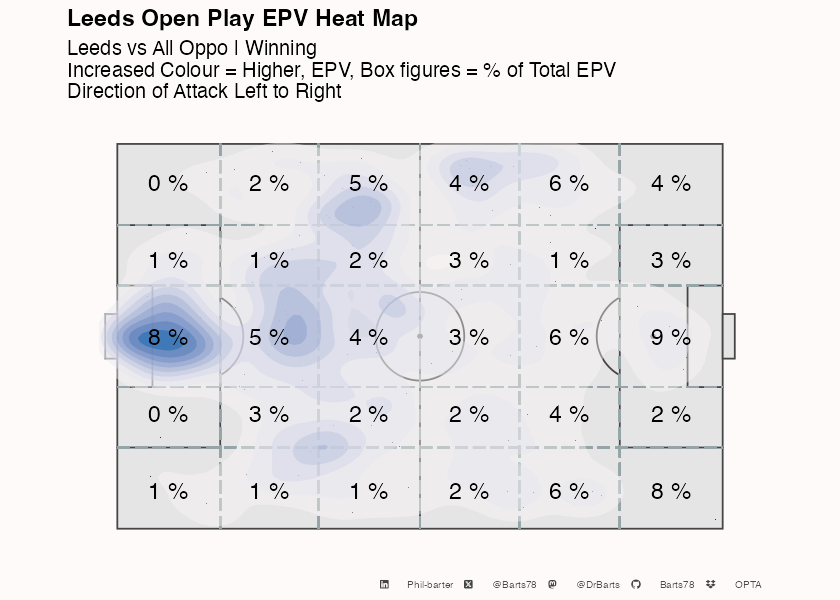 Leeds Open Play EPV Heat Map
Leeds vs All Oppo | Winning
Increased Colour = Higher, EPV, Box figures = % of Total EPV
Direction of Attack Left to Right
0 % 2 % 5 % 4 % 6 % 4 %
1 % 1 % 2 % 3 % 1 % 3 %
8 % 5 % 4 % 3 % 6 % 9 %
0 % 3 % 2 % 2 % 4 % 2 %
1 % 1 % 1 % 2 % 6 % 8 %
Phil-barter @Barts78 @DrBarts Barts78 OPTA